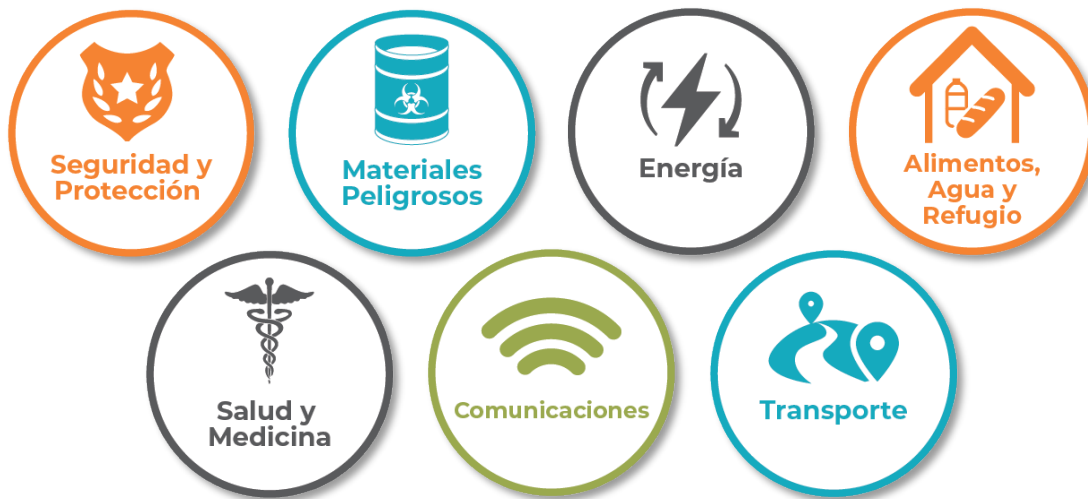 Seguridad y
Protección
Materiales
Peligrosos
Energía
Alimentos,
Agua y
Refugio
Salud y
Medicina
Comunicaciones
Transporte